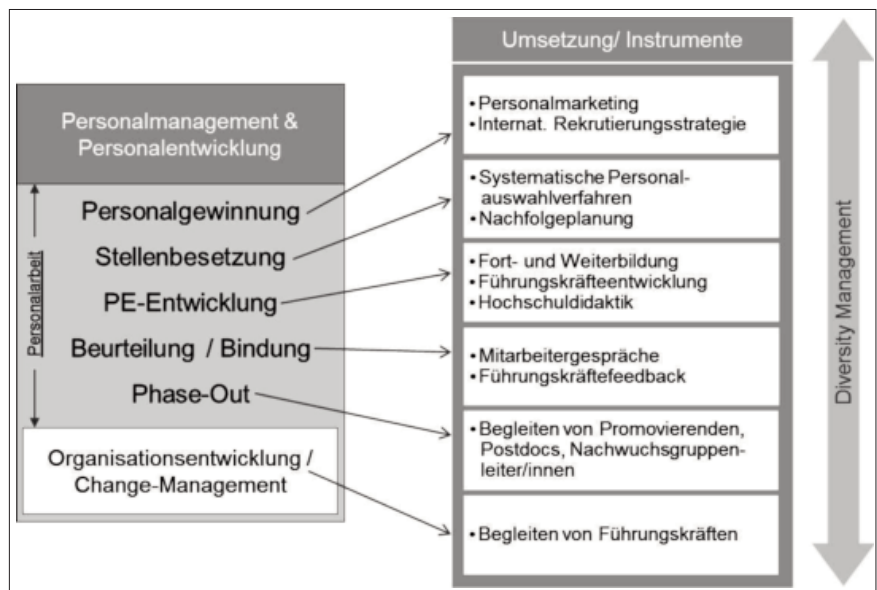 Personalmanagement &
Personalentwicklung
Personalarbeit
Personalgewinnung
Stellenbesetzung
PE-Entwicklung
Beurteilung / Bindung
Phase-Out
Organisationsentwicklung /
Change-Management
Umsetzung/ Instrumente
• Personalmarketing
• Internat. Rekrutierungsstrategie
• Systematische Personal-
auswahlverfahren
• Nachfolgeplanung
• Fort- und Weiterbildung
• Führungskräfteentwicklung
• Hochschuldidaktik
• Mitarbeitergespräche
• Führungskräftefeedback
• Begleiten von Promovierenden,
Postdocs, Nachwuchsgruppen-
leiter/innen
• Begleiten von Führungskräften
Diversity Management